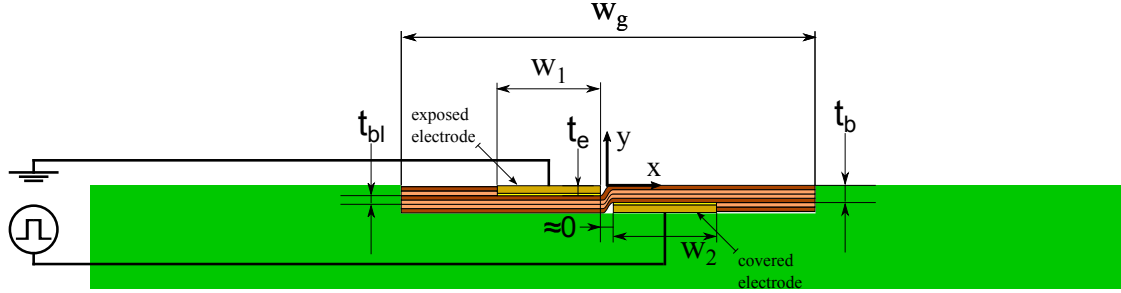 w_g
w_1
exposed
electrode
t_bl
t_e
t_b
y
x
≈0
w_2
covered
electrode